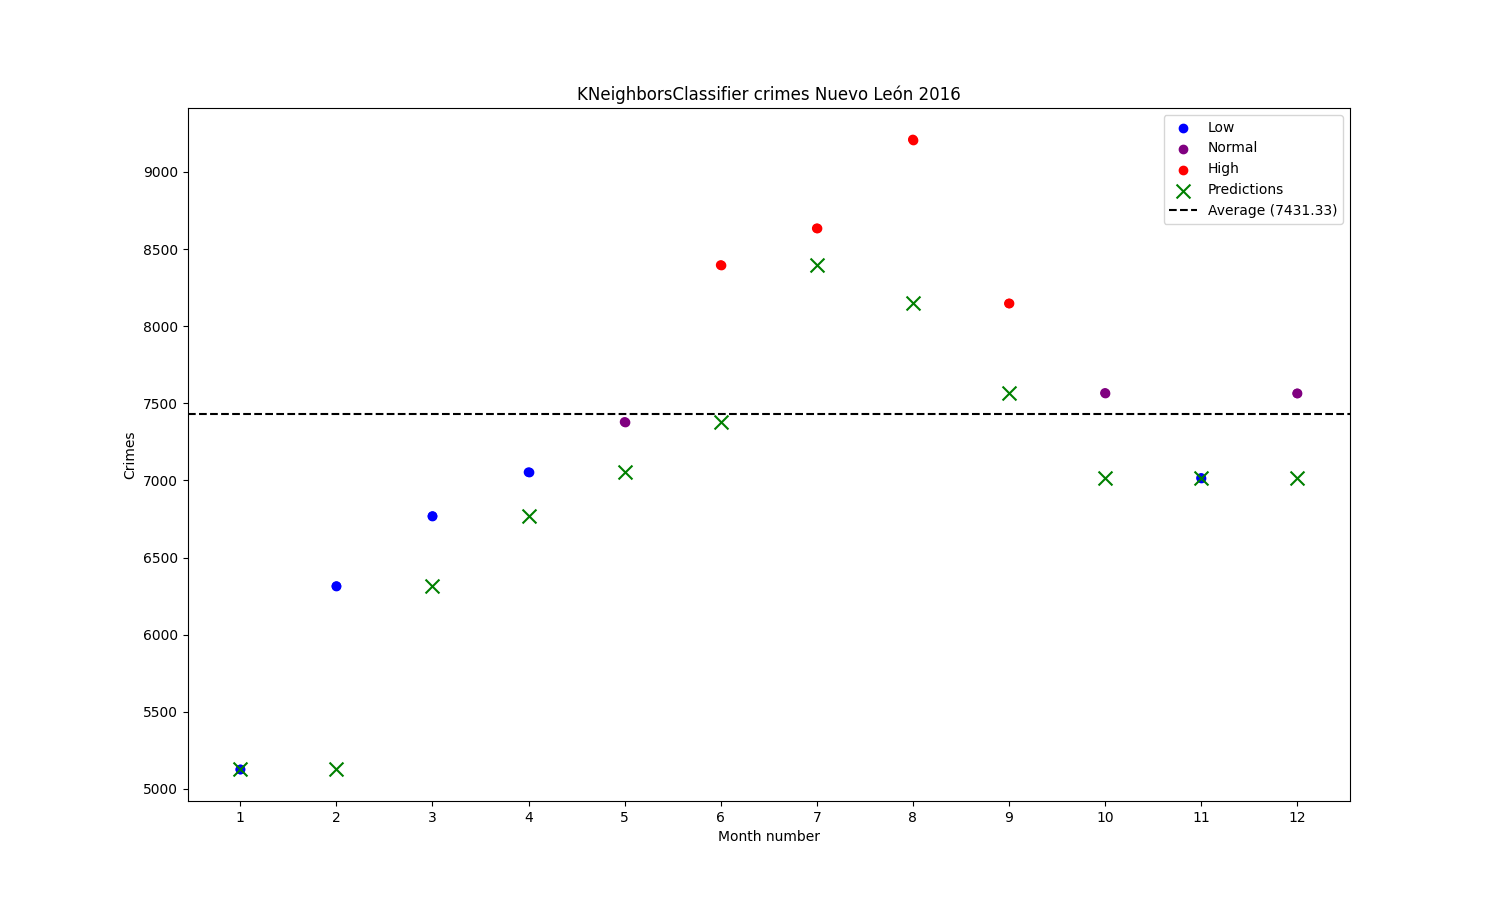 KNeighborsClassifier crimes Nuevo León 2016
Low
Normal
High
Predictions
Average (7431.33)
9000
8500
8000
7500
7000
6500
6000
5500
5000
Crimes
1 2 3 4 5 6 7 8 9 10 11 12
Month number